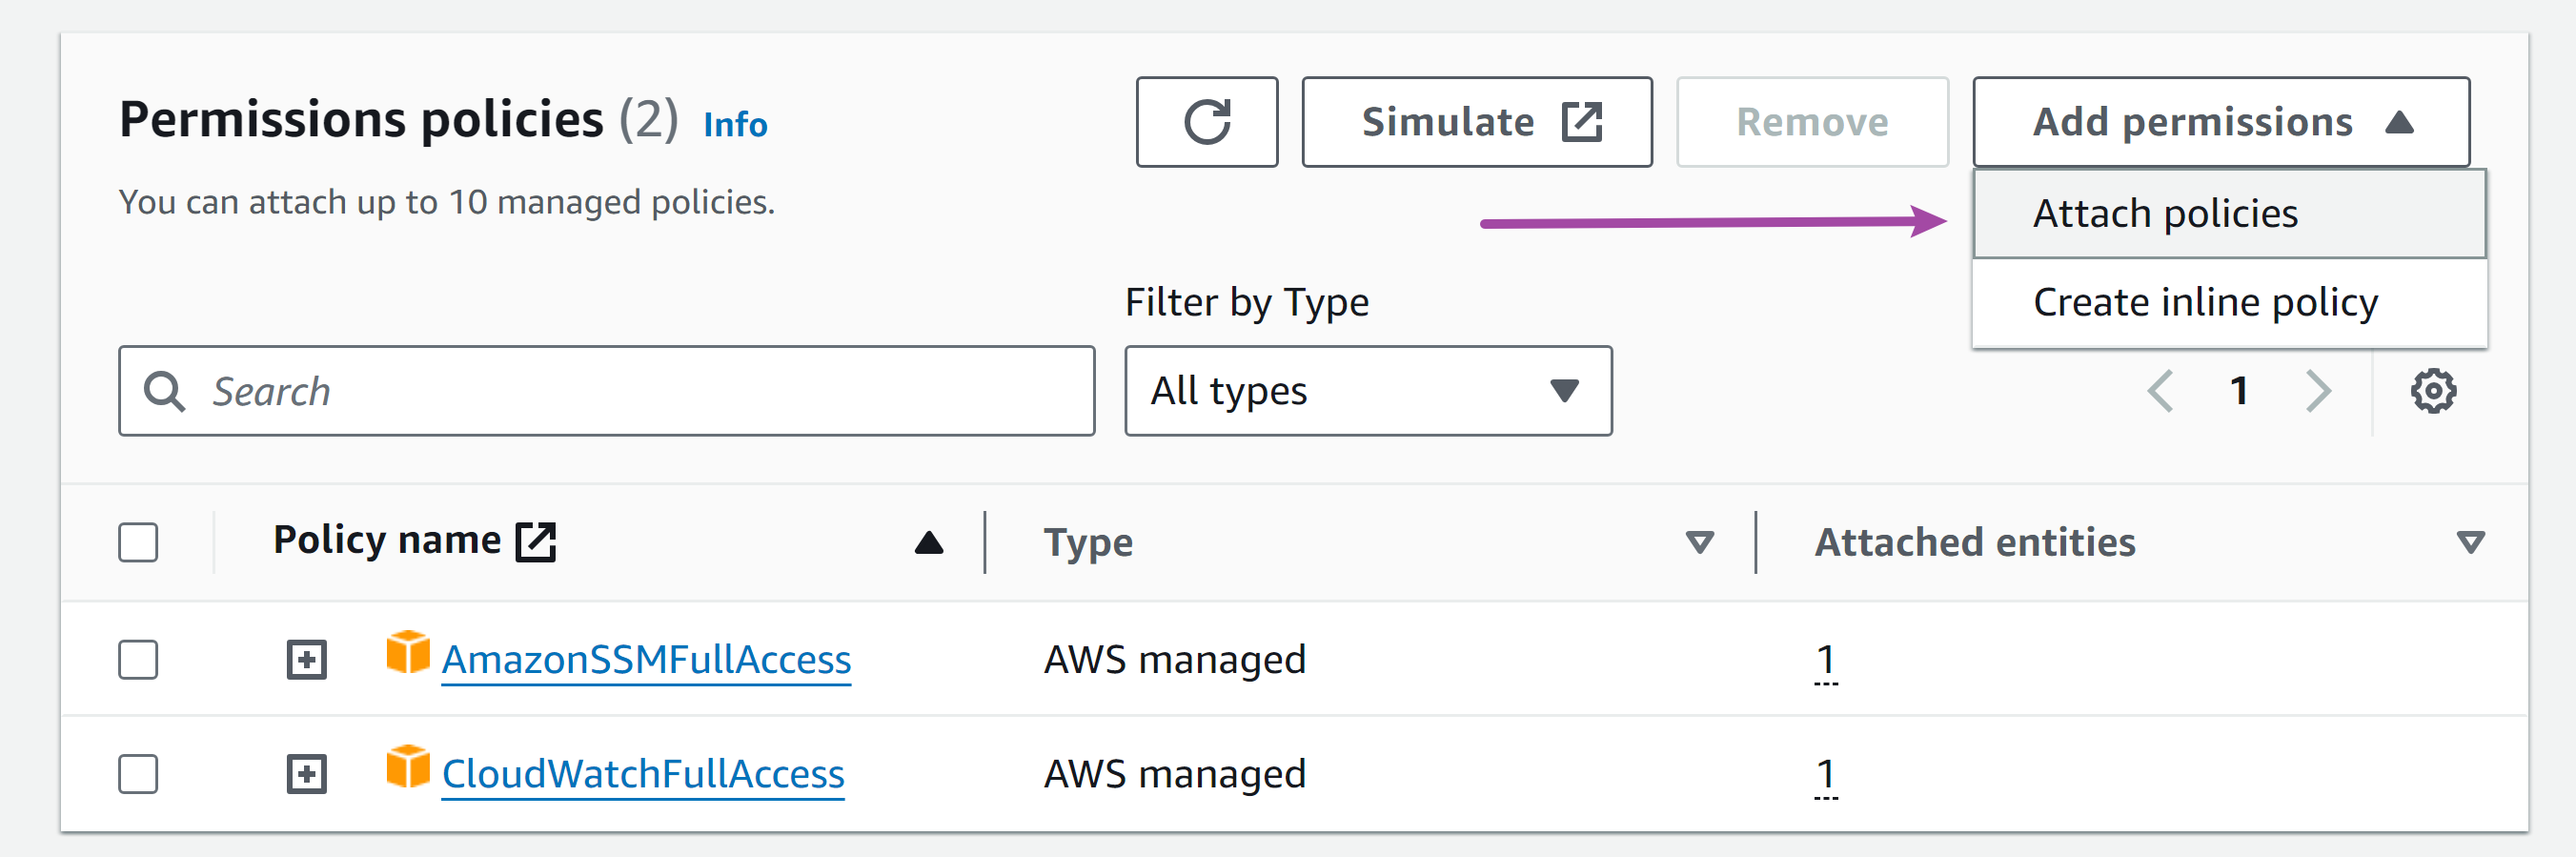 Permissions policies (2) Info
Simulate
Remove
Add permissions
You can attach up to 10 managed policies.
Attach policies
Create inline policy
Filter by Type
Search
All types
1
Policy name
Type
Attached entities
AmazonSSMFullAccess AWS managed 1
CloudWatchFullAccess AWS managed 1